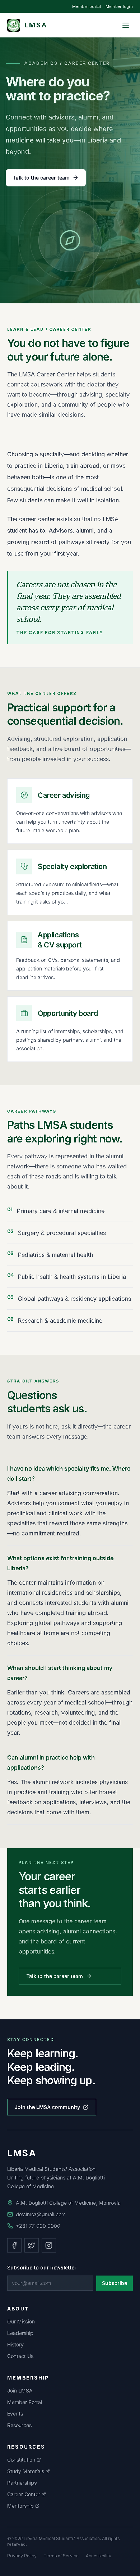 Member portal Member login
LMSA
ACADEMICS / CAREER CENTER
Where do you
want to practice?
Connect with advisors, alumni, and
opportunities as you decide where
medicine will take you—in Liberia and
beyond.
Talk to the career team
LEARN & LEAD / CAREER CENTER
You do not have to figure
out your future alone.
The LMSA Career Center helps students
connect coursework with the doctor they
want to become—through advising, specialty
exploration, and a community of people who
have made similar decisions.
Choosing a specialty—and deciding whether
to practice in Liberia, train abroad, or move
between both—is one of the most
consequential decisions of medical school.
Few students can make it well in isolation.
The career center exists so that no LMSA
student has to. Advisors, alumni, and a
growing record of pathways sit ready for you
to use from your first year.
Careers are not chosen in the
final year. They are assembled
across every year of medical
school.
THE CASE FOR STARTING EARLY
WHAT THE CENTER OFFERS
Practical support for a
consequential decision.
Advising, structured exploration, application
feedback, and a live board of opportunities—
from people invested in your success.
Career advising
One-on-one conversations with advisors who
can help you turn uncertainty about the
future into a workable plan.
Specialty exploration
Structured exposure to clinical fields—what
each specialty practices daily, and what
training it asks of you.
Applications
& CV support
Feedback on CVs, personal statements, and
application materials before your first
deadline arrives.
Opportunity board
A running list of internships, scholarships, and
postings shared by partners, alumni, and the
association.
CAREER PATHWAYS
Paths LMSA students
are exploring right now.
Every pathway is represented in the alumni
network—there is someone who has walked
each of these roads and is willing to talk
about it.
01 Primary care & internal medicine
02 Surgery & procedural specialties
03 Pediatrics & maternal health
04 Public health & health systems in Liberia
05 Global pathways & residency applications
06 Research & academic medicine
STRAIGHT ANSWERS
Questions
students ask us.
If yours is not here, ask it directly—the career
team answers every message.
I have no idea which specialty fits me. Where
do I start?
Start with a career advising conversation.
Advisors help you connect what you enjoy in
preclinical and clinical work to the
specialties that reward those same strengths
—no commitment required.
What options exist for training outside
Liberia?
The center maintains information on
international residencies and scholarships,
and connects interested students with alumni
who have completed training abroad.
Exploring global pathways and supporting
healthcare at home are not competing
choices.
When should I start thinking about my
career?
Earlier than you think. Careers are assembled
across every year of medical school—through
rotations, research, volunteering, and the
people you meet—not decided in the final
year.
Can alumni in practice help with
applications?
Yes. The alumni network includes physicians
in practice and training who offer honest
feedback on applications, interviews, and the
decisions that come with them.
PLAN THE NEXT STEP
Your career
starts earlier
than you think.
One message to the career team
opens advising, alumni connections,
and the board of current
opportunities.
Talk to the career team
STAY CONNECTED
Keep learning.
Keep leading.
Keep showing up.
Join the LMSA community
LMSA
Liberia Medical Students' Association
Uniting future physicians at A.M. Dogliotti
College of Medicine
A.M. Dogliotti College of Medicine, Monrovia
dev.lmsa@gmail.com
+231 77 000 0000
Subscribe to our newsletter
your@email.com
Subscribe
ABOUT
Our Mission
Leadership
History
Contact Us
MEMBERSHIP
Join LMSA
Member Portal
Events
Resources
RESOURCES
Constitution
Study Materials
Partnerships
Career Center
Mentorship
© 2026 Liberia Medical Students' Association. All rights
reserved.
Privacy Policy Terms of Service Accessibility